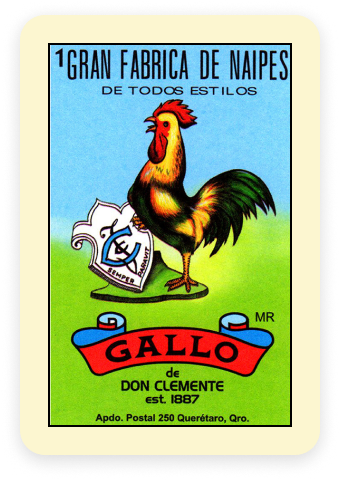 1 GRAN FABRICA DE NAIPES
DE TODOS ESTILOS
SEMPER PARAVIT
MR
GALLO
de
DON CLEMENTE
est. 1887
Apdo. Postal 250 Querétaro, Qro.